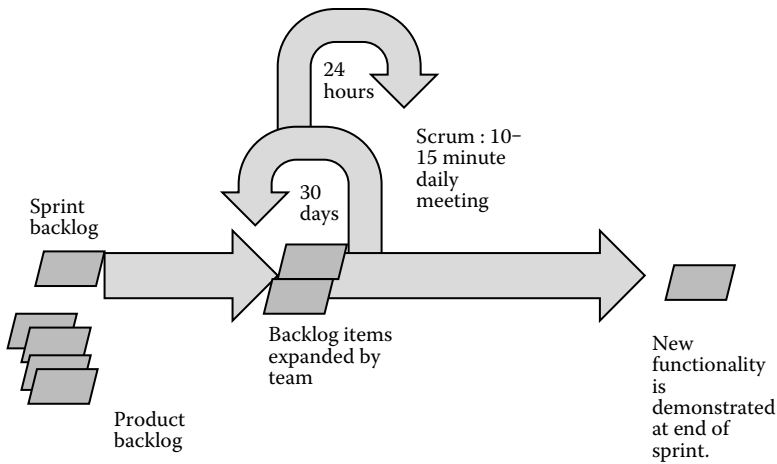 24
hours
Scrum : 10–
15 minute
daily
meeting
30
days
Sprint
backlog
Backlog items
expanded by
team
New
functionality
is
demonstrated
at end of
sprint.
Product
backlog